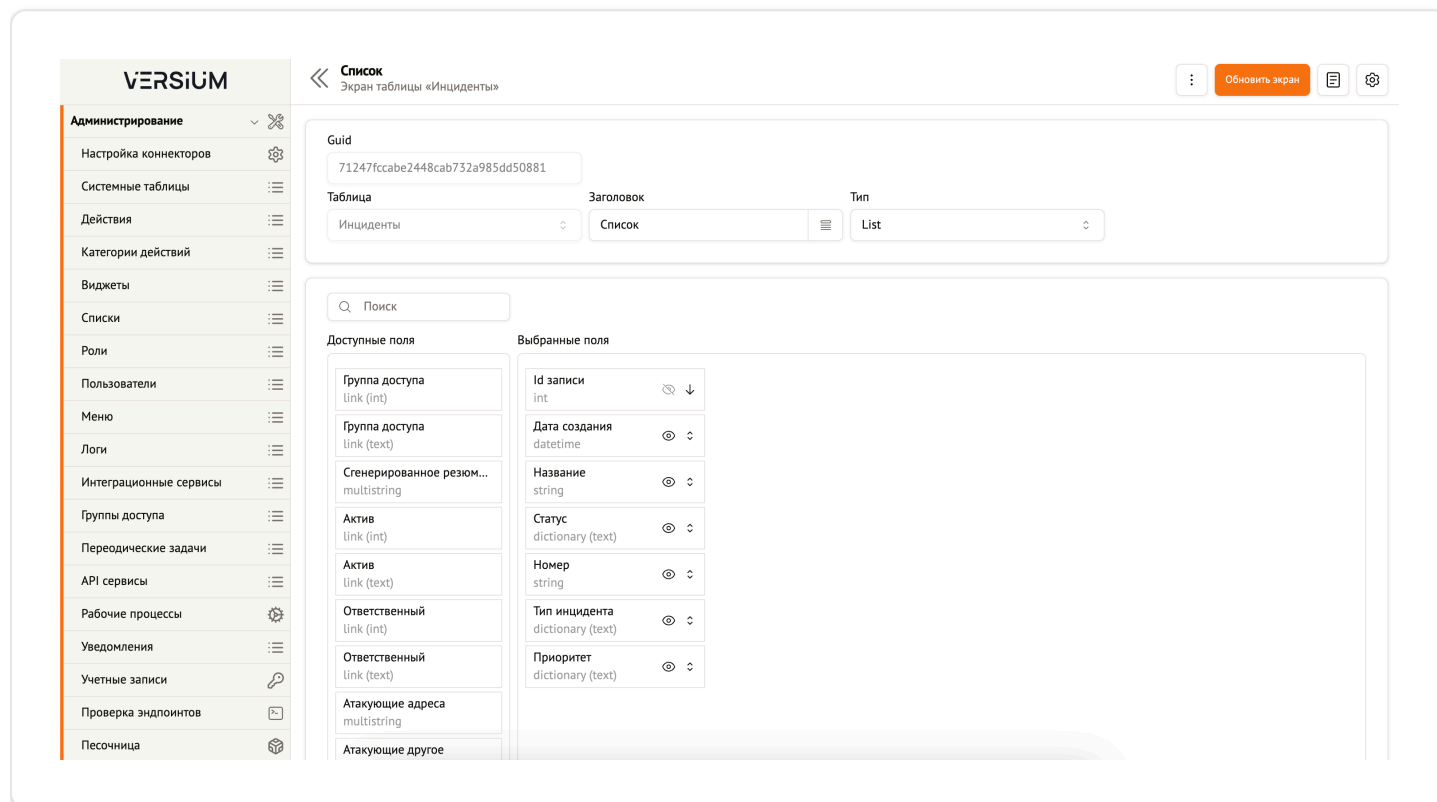 VERSIUM
Администрирование
Настройка коннекторов
Системные таблицы
Действия
Категории действий
Виджеты
Списки
Роли
Пользователи
Меню
Логи
Интеграционные сервисы
Группы доступа
Переодические задачи
API сервисы
Рабочие процессы
Уведомления
Учетные записи
Проверка эндпоинтов
Песочница
Список
Экран таблицы «Инциденты»
Обновить экран
Guid
71247fccabe2448cab732a985dd50881
Таблица
Заголовок
Тип
Инциденты
Список
List
Поиск
Доступные поля
Группа доступа
link (int)
Группа доступа
link (text)
Сгенерированное резюм...
multistring
Актив
link (int)
Актив
link (text)
Ответственный
link (int)
Ответственный
link (text)
Атакующие адреса
multistring
Атакующие другое
Выбранные поля
Id записи
int
Дата создания
datetime
Название
string
Статус
dictionary (text)
Номер
string
Тип инцидента
dictionary (text)
Приоритет
dictionary (text)